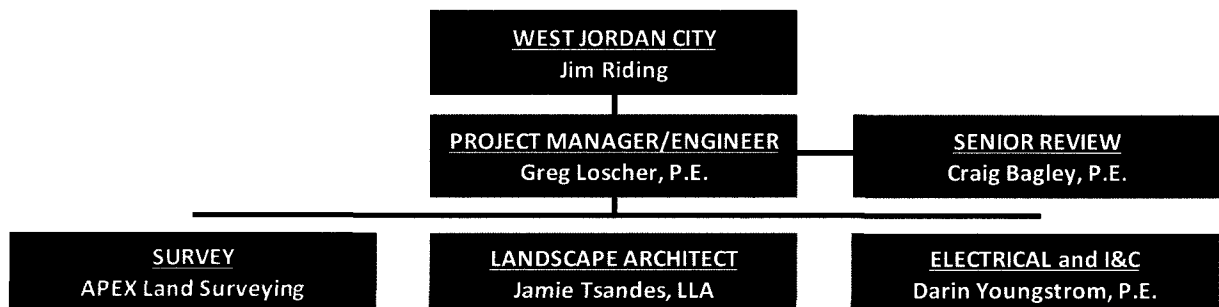 WEST JORDAN CITY
Jim Riding
PROJECT MANAGER/ENGINEER
Greg Loscher, P.E.
SENIOR REVIEW
Craig Bagley, P.E.
SURVEY
APEX Land Surveying
LANDSCAPE ARCHITECT
Jamie Tsandes, LLA
ELECTRICAL and I&C
Darin Youngstrom, P.E.